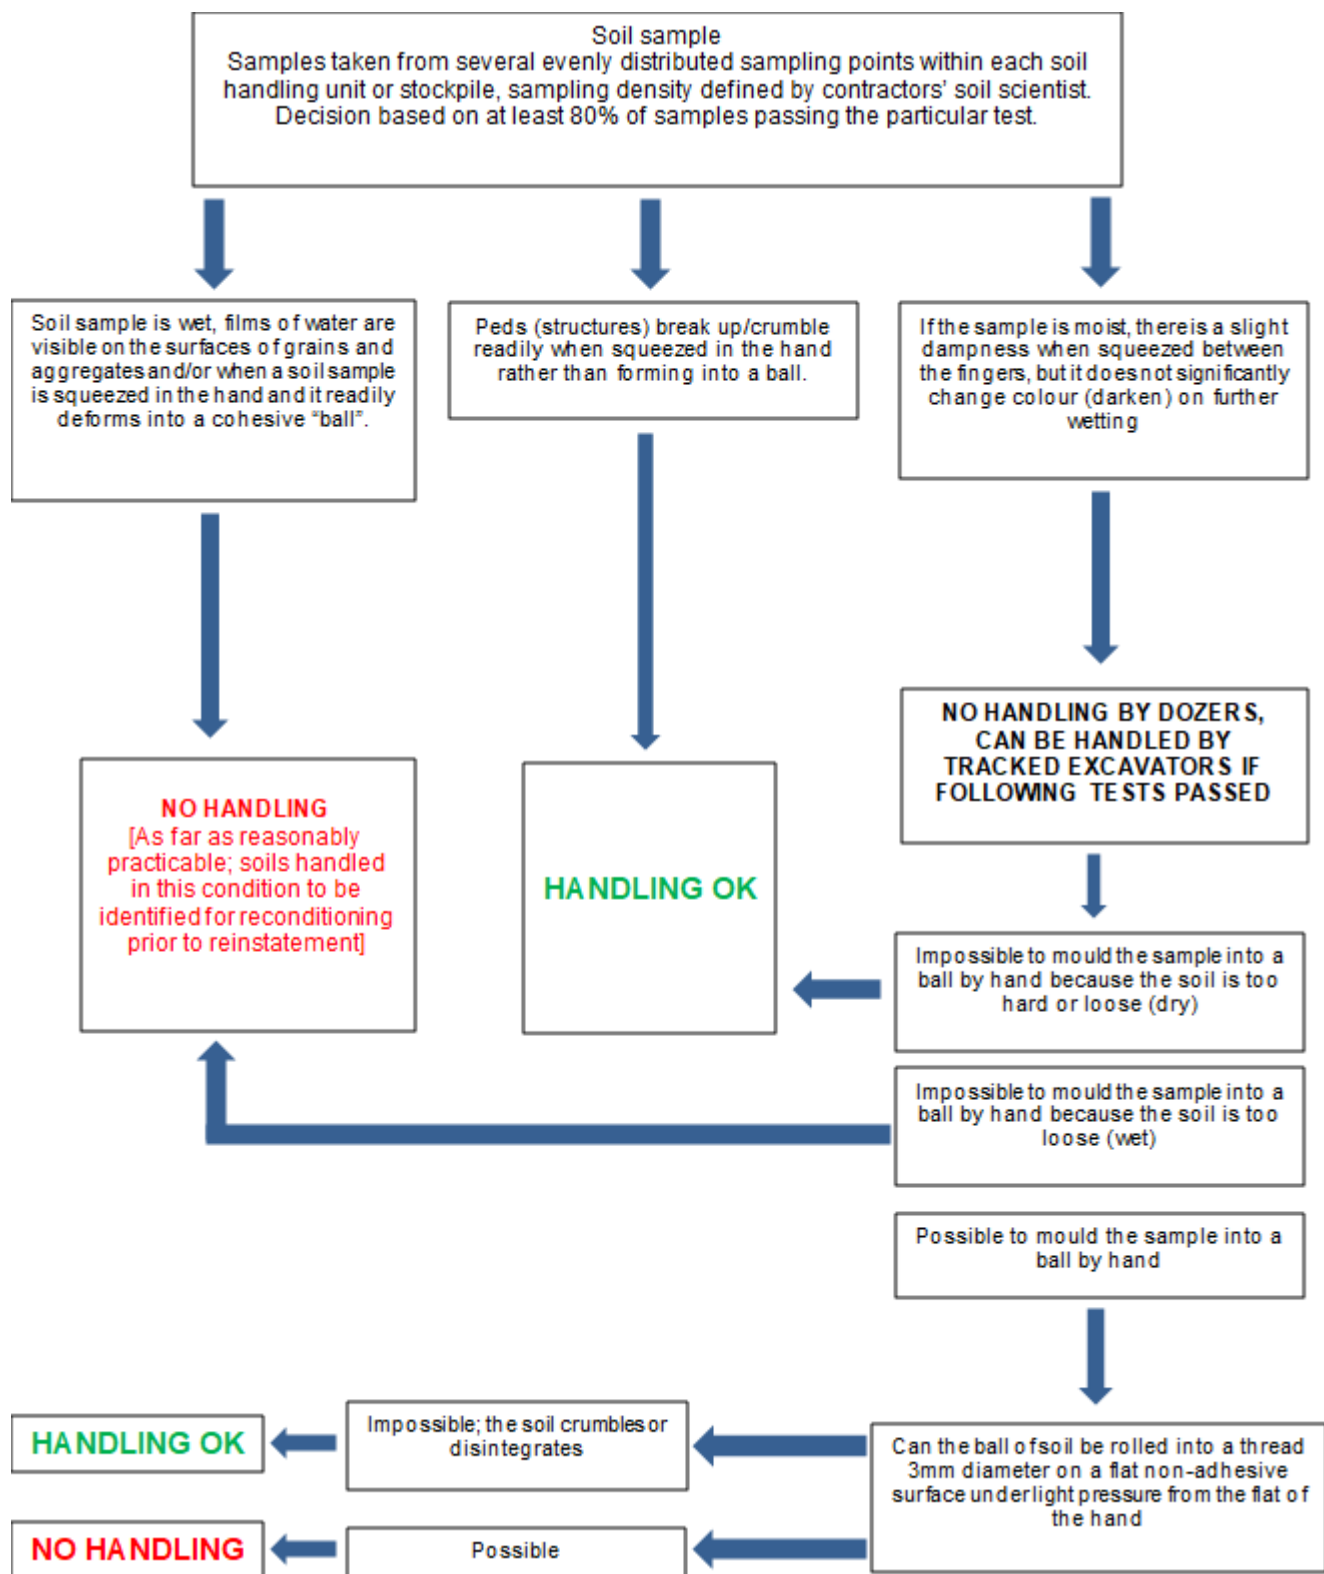 Soil sample
Samples taken from several evenly distributed sampling points within each soil
handling unit or stockpile, sampling density defined by contractors' soil scientist.
Decision based on at least 80% of samples passing the particular test.
Soil sample is wet, films of water are
visible on the surfaces of grains and
aggregates and/or when a soil sample
is squeezed in the hand and it readily
deforms into a cohesive “ball”.
Peds (structures) break up/crumble
readily when squeezed in the hand
rather than forming into a ball.
If the sample is moist, there is a slight
dampness when squeezed between
the fingers, but it does not significantly
change colour (darken) on further
wetting
NO HANDLING BY DOZERS,
CAN BE HANDLED BY
TRACKED EXCAVATORS IF
FOLLOWING TESTS PASSED
NO HANDLING
[As far as reasonably
practicable; soils handled
in this condition to be
identified for reconditioning
prior to reinstatement]
HANDLING OK
Impossible to mould the sample into a
ball by hand because the soil is too
hard or loose (dry)
Impossible to mould the sample into a
ball by hand because the soil is too
loose (wet)
Possible to mould the sample into a
ball by hand
Can the ball of soil be rolled into a thread
3mm diameter on a flat non-adhesive
surface under light pressure from the flat of
the hand
Impossible; the soil crumbles or
disintegrates
HANDLING OK
Possible
NO HANDLING